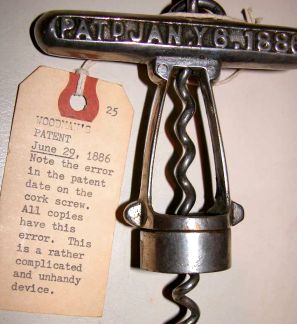 PAT'D JAN.Y 6. 1886
25
WOODMAN'S
PATENT
June 29, 1886
Note the error
in the patent
date on the
cork screw.
All copies
have this
error. This
is a rather
complicated
and unhandy
device.